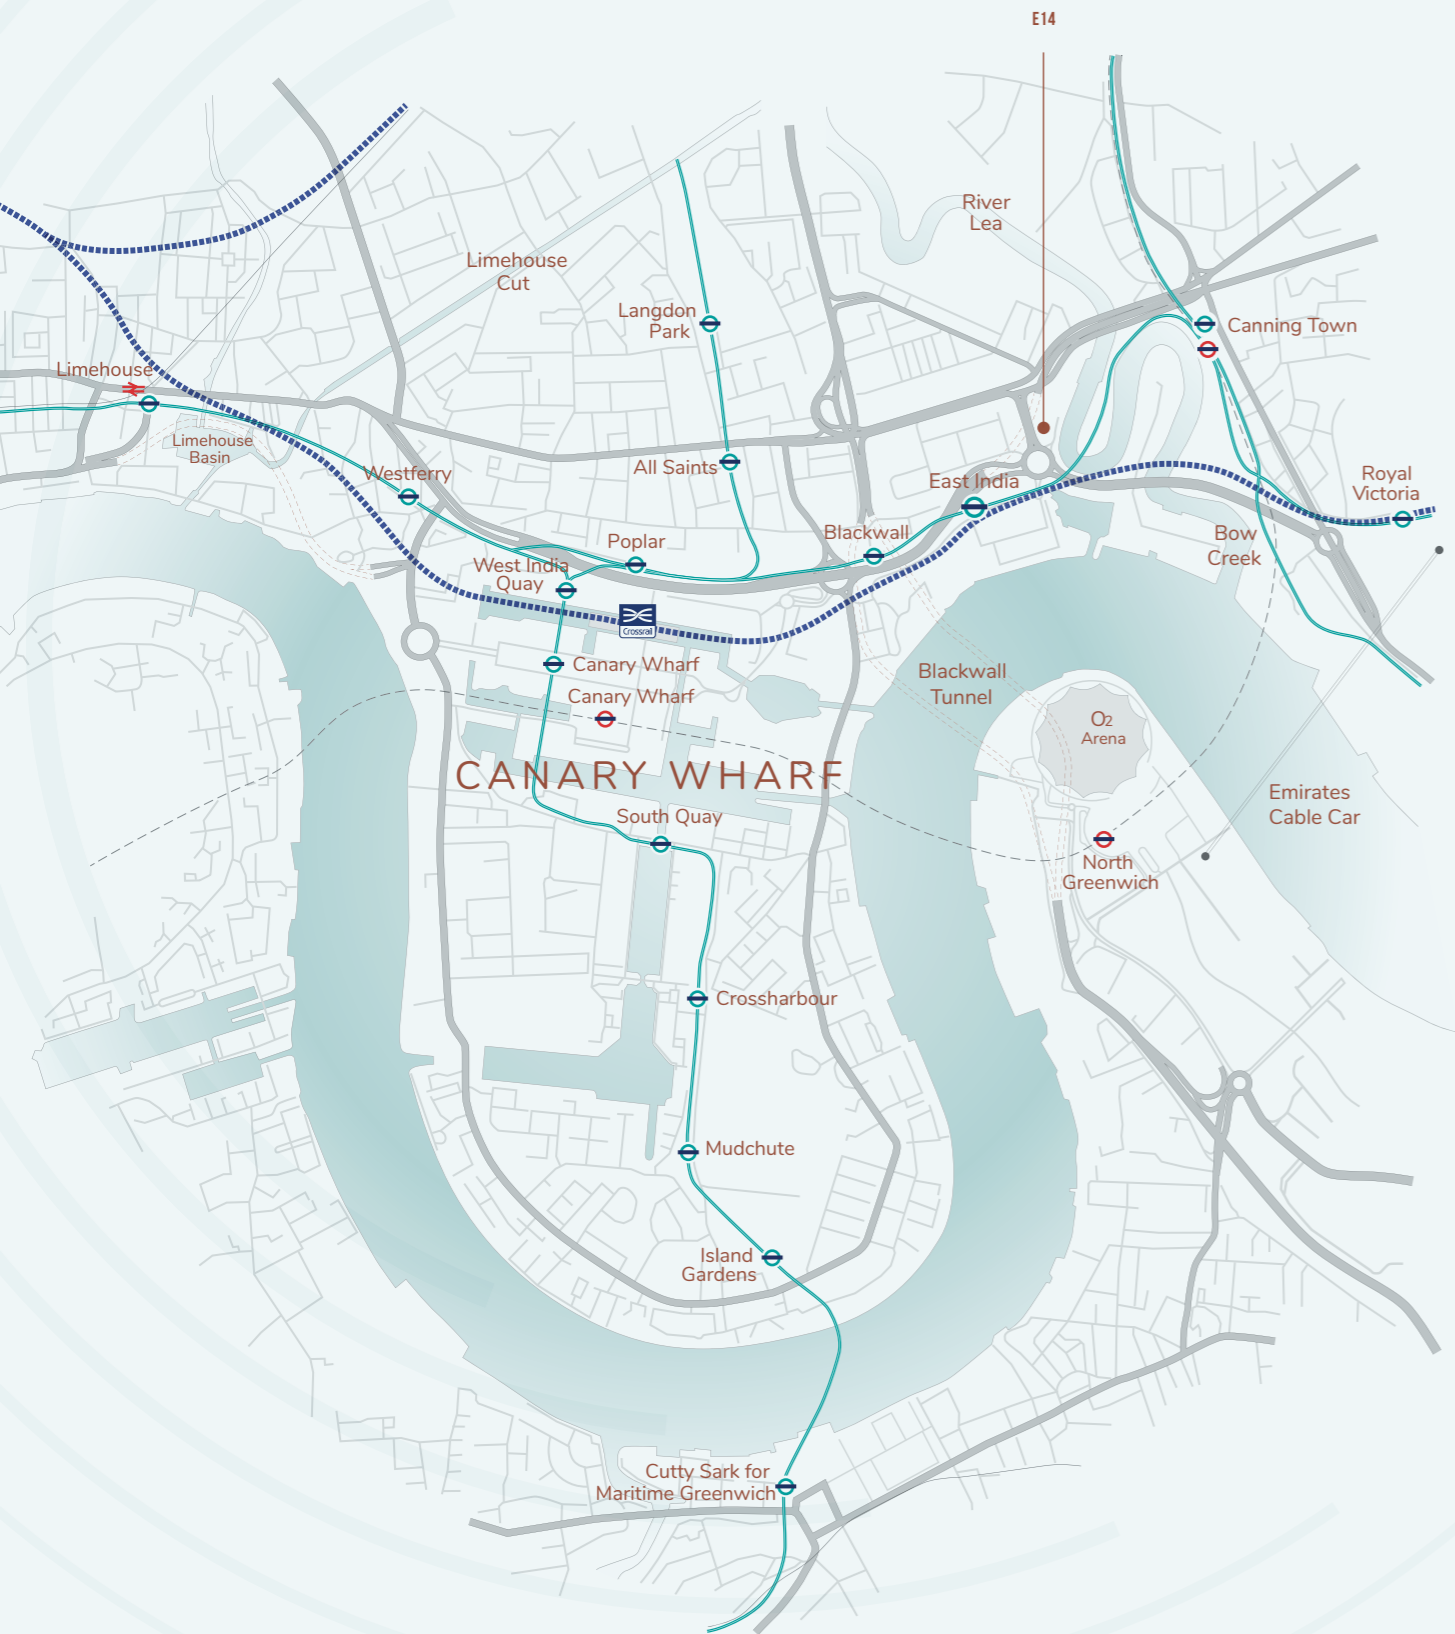 E14
River
Lea
Limehouse
Cut
Langdon
Park
Canning Town
Limehouse
Limehouse
Basin
Westferry
All Saints
East India
Royal
Victoria
Blackwall
Bow
Creek
Poplar
West India
Quay
Crossrail
Canary Wharf
Canary Wharf
Blackwall
Tunnel
O2
Arena
CANARY WHARF
Emirates
Cable Car
South Quay
North
Greenwich
Crossharbour
Mudchute
Island
Gardens
Cutty Sark for
Maritime Greenwich